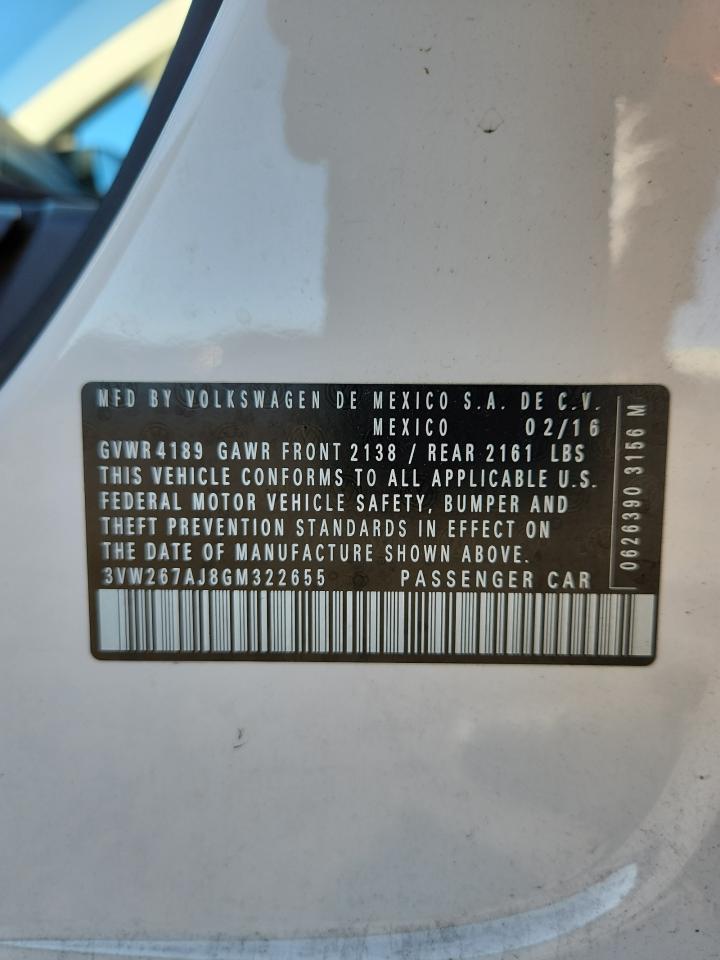 MFD BY VOLKSWAGEN DE MEXICO S.A. DE C.V.
MEXICO 02/16
GVWR 4189 GAWR FRONT 2138 / REAR 2161 LBS
THIS VEHICLE CONFORMS TO ALL APPLICABLE U.S.
FEDERAL MOTOR VEHICLE SAFETY, BUMPER AND
THEFT PREVENTION STANDARDS IN EFFECT ON
THE DATE OF MANUFACTURE SHOWN ABOVE.
3VW267AJ8GM322655 PASSENGER CAR
0626390 3156 M